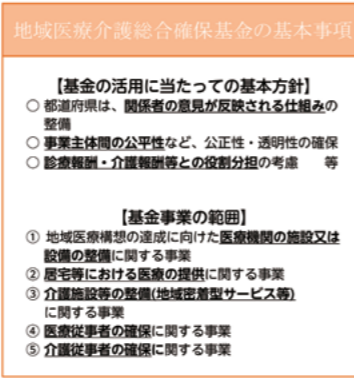 地域医療介護総合確保基金の基本事項
【基金の活用に当たっての基本方針】
○ 都道府県は、関係者の意見が反映される仕組みの
整備
○ 事業主体間の公平性など、公正性・透明性の確保
○ 診療報酬・介護報酬等との役割分担の考慮　等
【基金事業の範囲】
① 地域医療構想の達成に向けた医療機関の施設又は
設備の整備に関する事業
② 居宅等における医療の提供に関する事業
③ 介護施設等の整備(地域密着型サービス等)
に関する事業
④ 医療従事者の確保に関する事業
⑤ 介護従事者の確保に関する事業